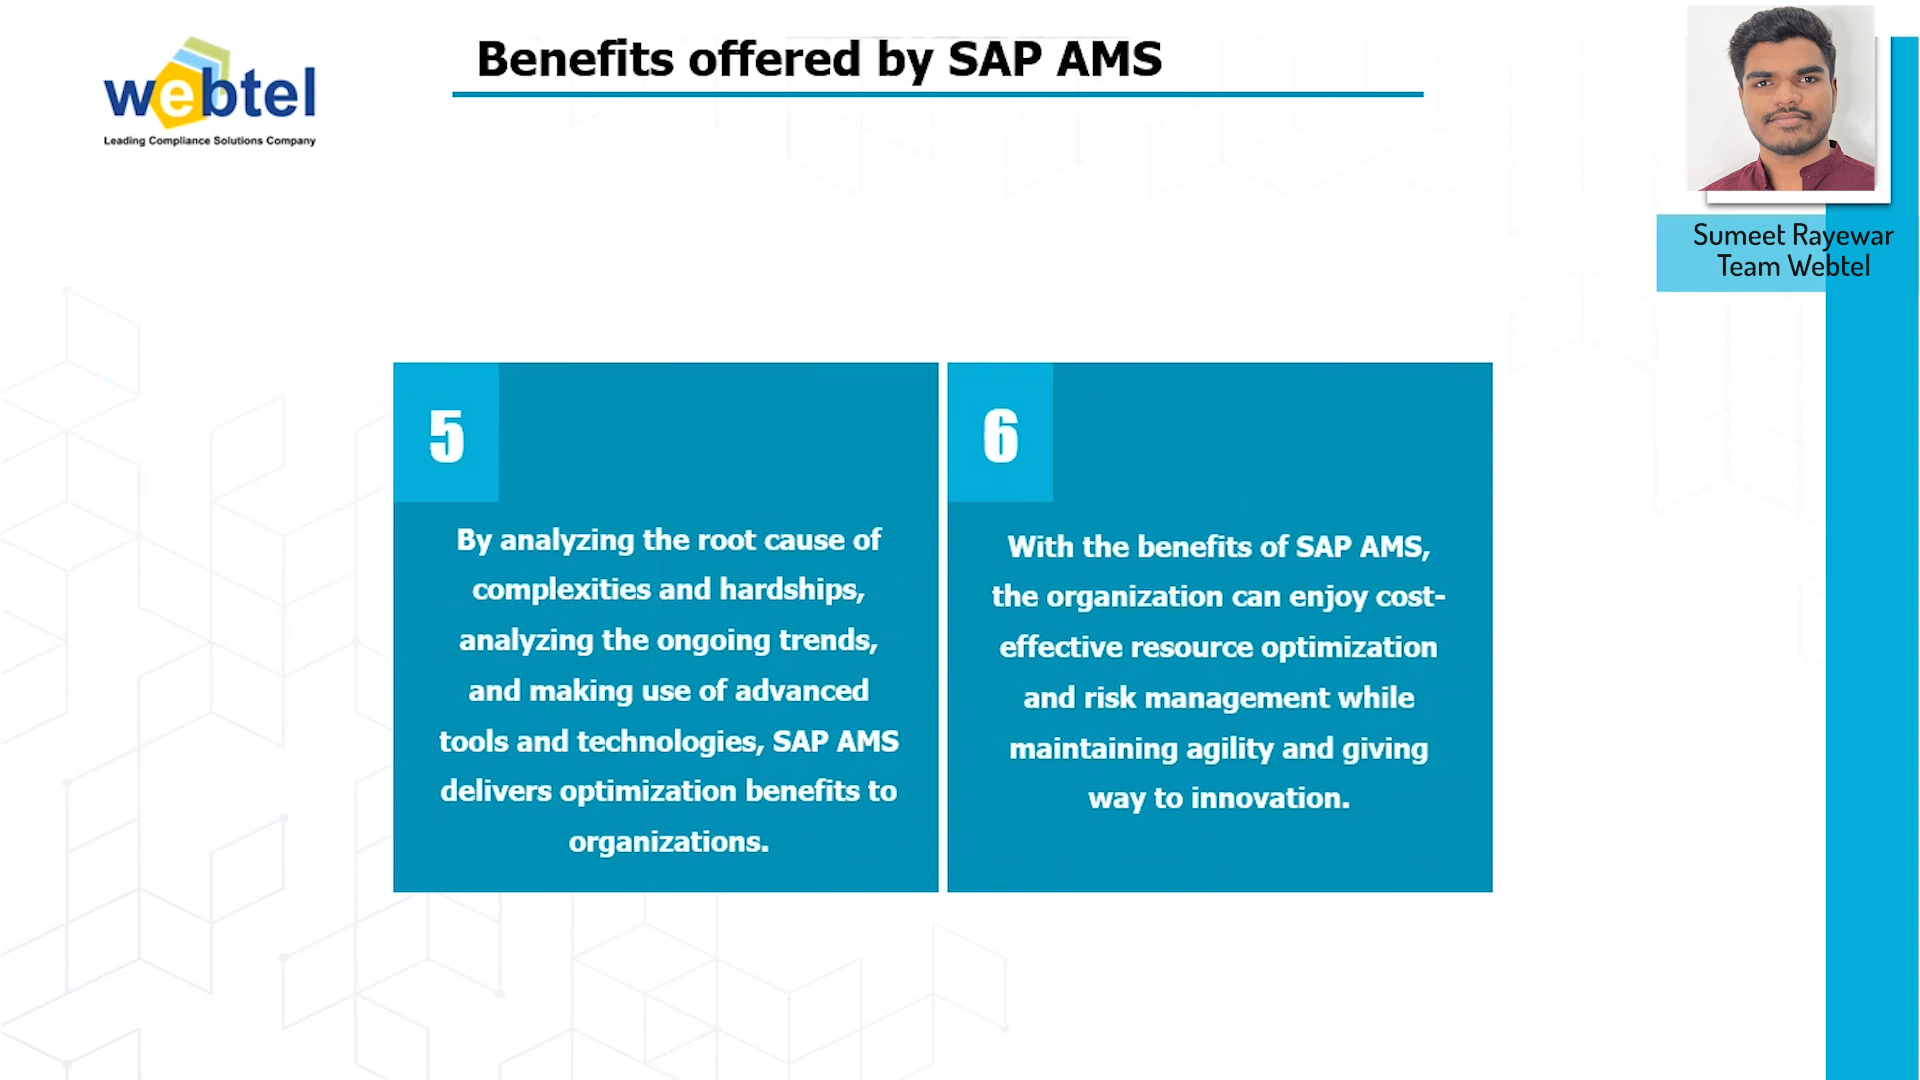 Benefits offered by SAP AMS
webtel
Leading Compliance Solutions Company
Sumeet Rayewar
Team Webtel
5
By analyzing the root cause of
complexities and hardships,
analyzing the ongoing trends,
and making use of advanced
tools and technologies, SAP AMS
delivers optimization benefits to
organizations.
6
With the benefits of SAP AMS,
the organization can enjoy cost-
effective resource optimization
and risk management while
maintaining agility and giving
way to innovation.